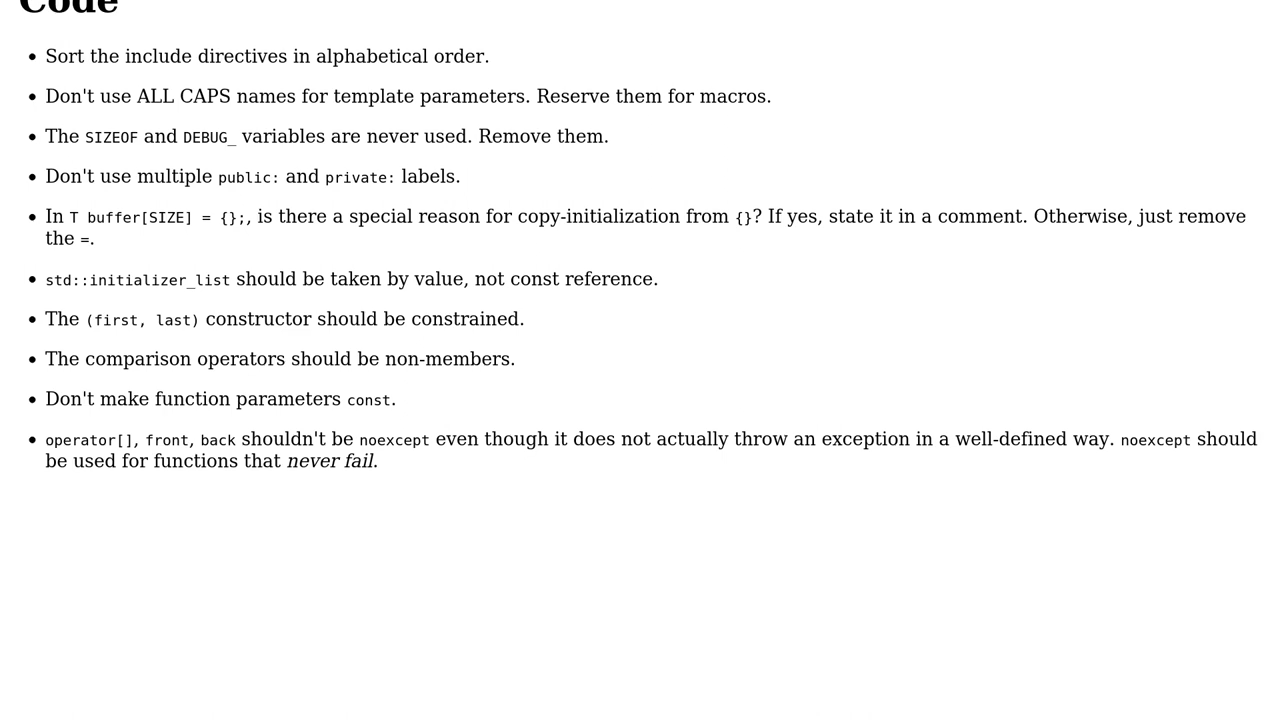 Code
• Sort the include directives in alphabetical order.
• Don't use ALL CAPS names for template parameters. Reserve them for macros.
• The SIZEOF and DEBUG_ variables are never used. Remove them.
• Don't use multiple public: and private: labels.
• In T buffer[SIZE] = {};, is there a special reason for copy-initialization from {}? If yes, state it in a comment. Otherwise, just remove
the =.
• std::initializer_list should be taken by value, not const reference.
• The (first, last) constructor should be constrained.
• The comparison operators should be non-members.
• Don't make function parameters const.
• operator[], front, back shouldn't be noexcept even though it does not actually throw an exception in a well-defined way. noexcept should
be used for functions that never fail.